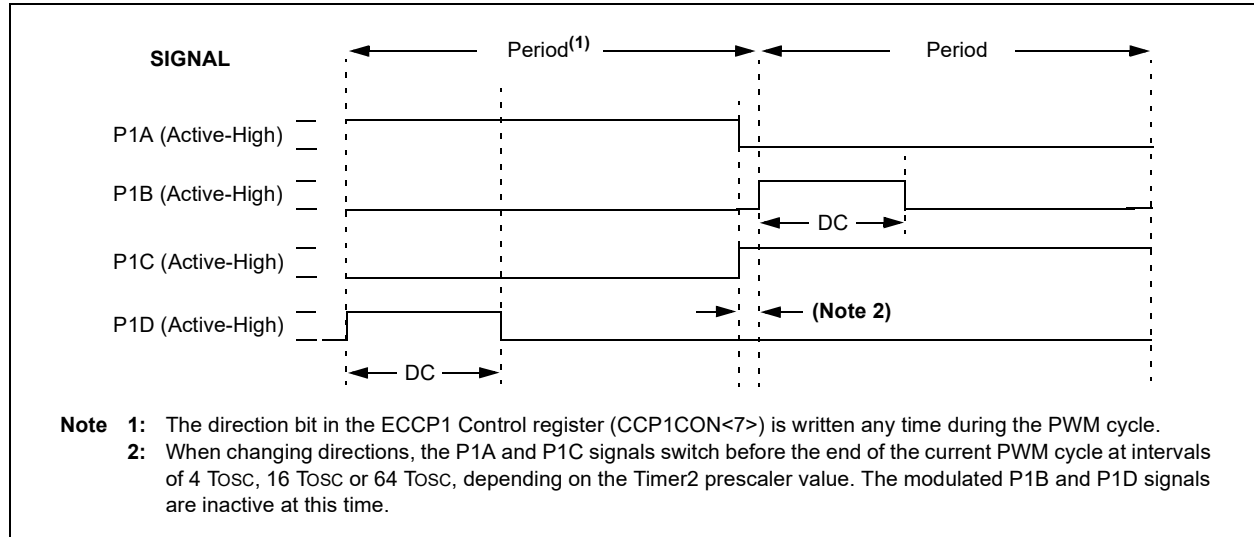 SIGNAL
Period(1)
Period
P1A (Active-High)
P1B (Active-High)
DC
P1C (Active-High)
(Note 2)
P1D (Active-High)
DC
Note 1: The direction bit in the ECCP1 Control register (CCP1CON<7>) is written any time during the PWM cycle.
2: When changing directions, the P1A and P1C signals switch before the end of the current PWM cycle at intervals
of 4 TOSC, 16 TOSC or 64 TOSC, depending on the Timer2 prescaler value. The modulated P1B and P1D signals
are inactive at this time.